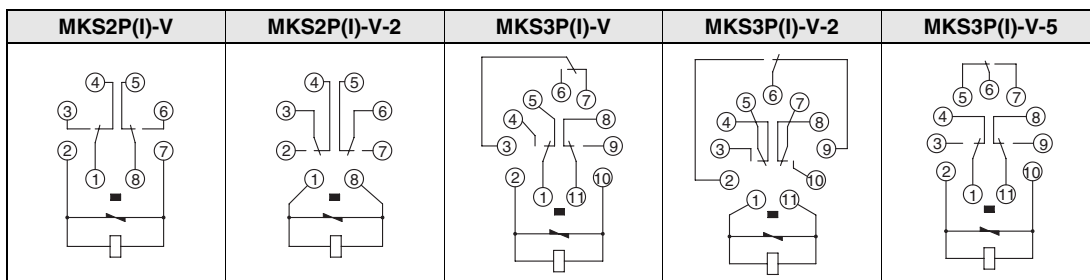 MKS2P(I)-V MKS2P(I)-V-2 MKS3P(I)-V MKS3P(I)-V-2 MKS3P(I)-V-5
4 5 3 6 2 7 1 8
4 5 3 6 2 7 1 8
6 7 5 4 8 3 9 2 10 1 11
6 5 7 4 8 3 9 2 10 1 11
5 6 7 4 8 3 9 2 10 1 11